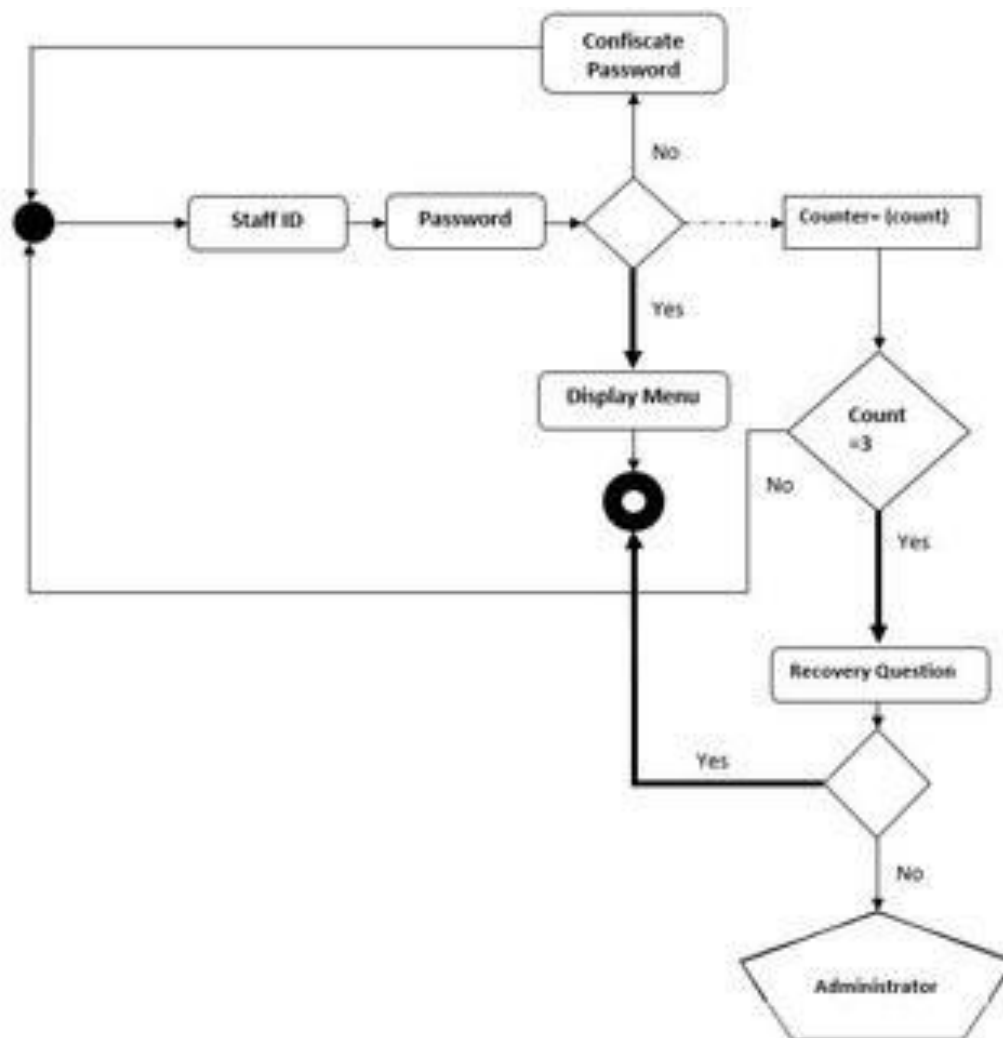 Confiscate
Password
No
Staff ID
Password
Counter= (count)
Yes
Display Menu
Count
=3
No
Yes
Recovery Question
Yes
No
Administrator